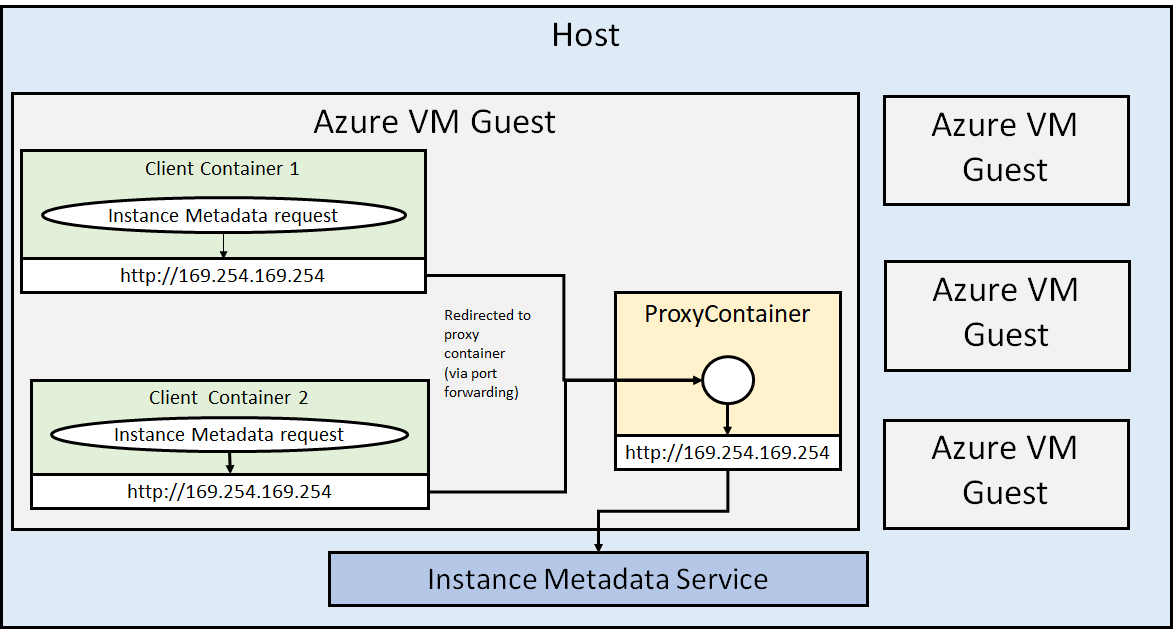 Host
Azure VM Guest
Client Container 1
Instance Metadata request
http://169.254.169.254
Redirected to
proxy
container
(via port
forwarding)
Client Container 2
Instance Metadata request
http://169.254.169.254
ProxyContainer
http://169.254.169.254
Azure VM
Guest
Azure VM
Guest
Azure VM
Guest
Instance Metadata Service